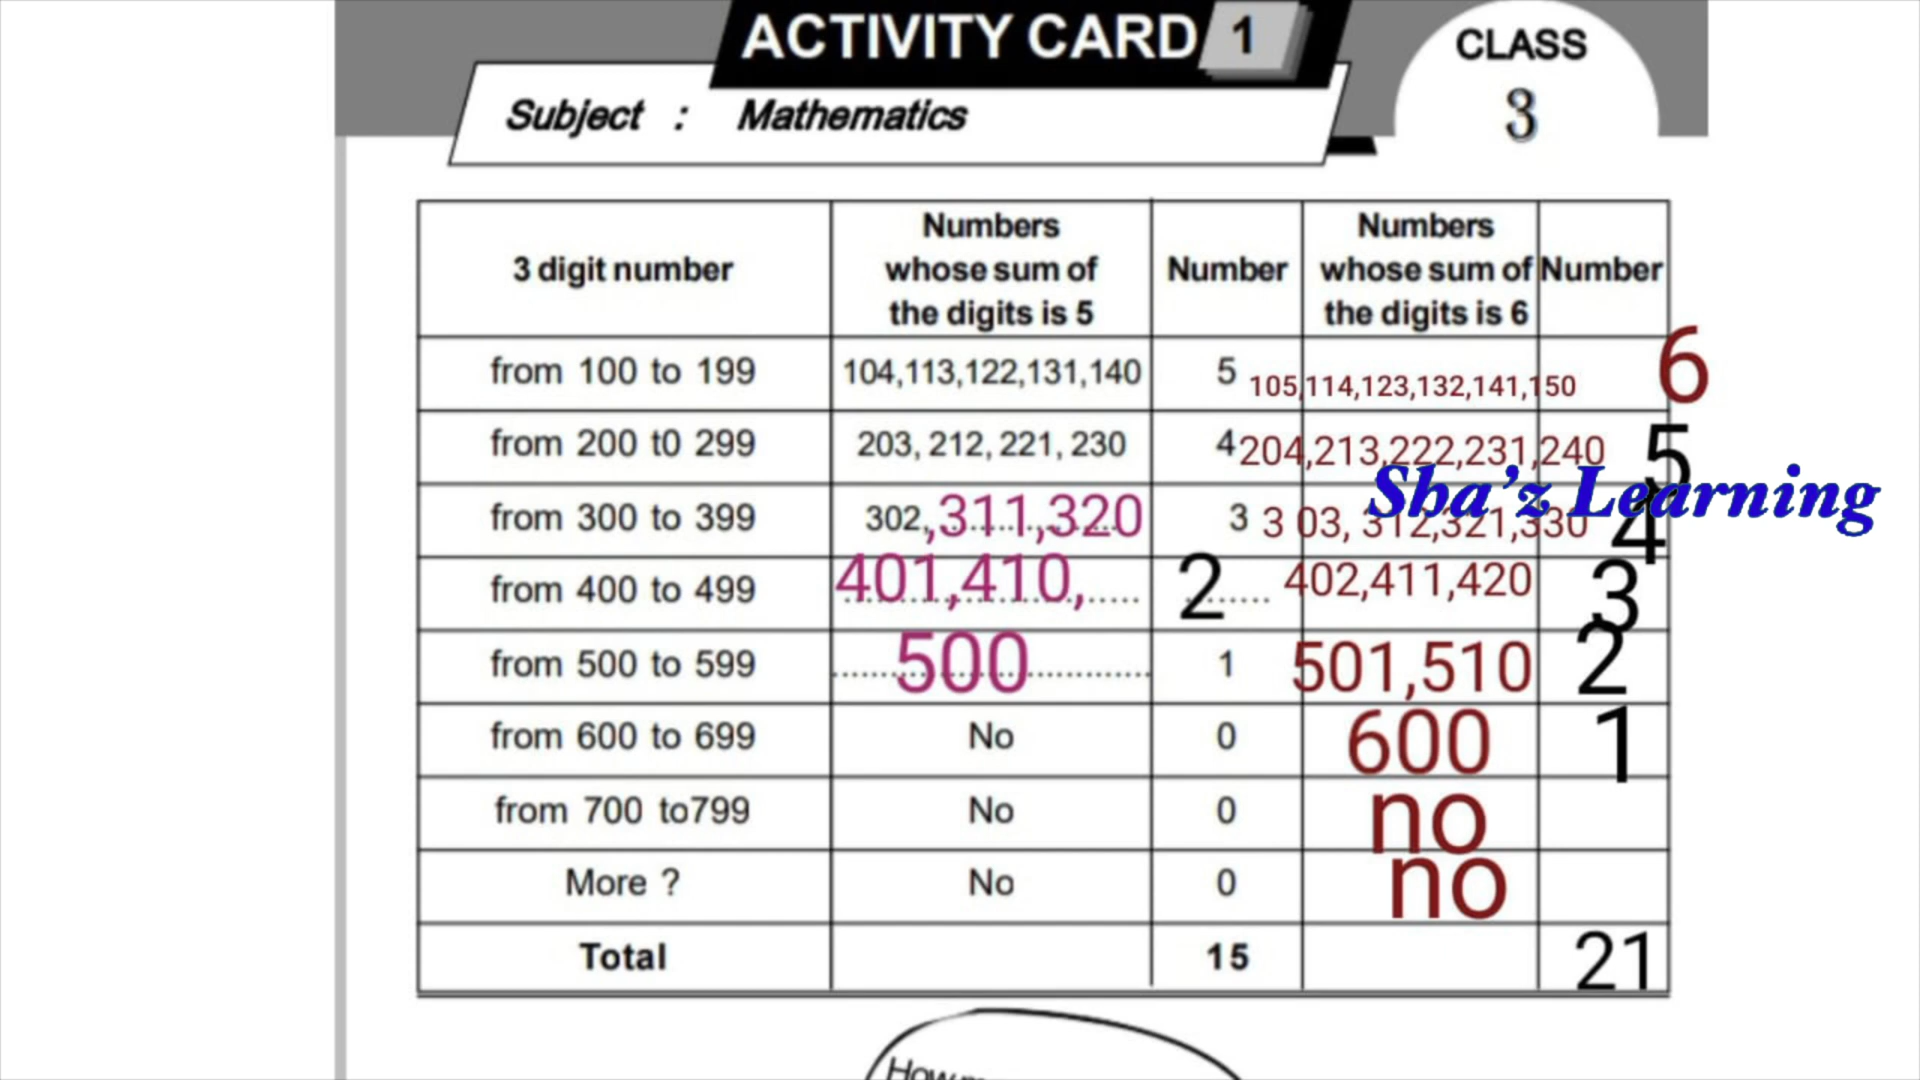 ACTIVITY CARD 1
CLASS
3
Subject : Mathematics
3 digit number
Numbers whose sum of the digits is 5
Number
Numbers whose sum of the digits is 6
Number
from 100 to 199 104,113,122,131,140 5 105,114,123,132,141,150 6
from 200 t0 299 203, 212, 221, 230 4 204,213,222,231,240 5
Sha'z Learning
from 300 to 399 302,,311,320 3 3 03, 312,321,330 4
from 400 to 499 401,410, 2 402,411,420 3
from 500 to 599 500 1 501,510 2
from 600 to 699 No 0 600 1
from 700 to799 No 0 no
More ? No 0 no
Total 15 21